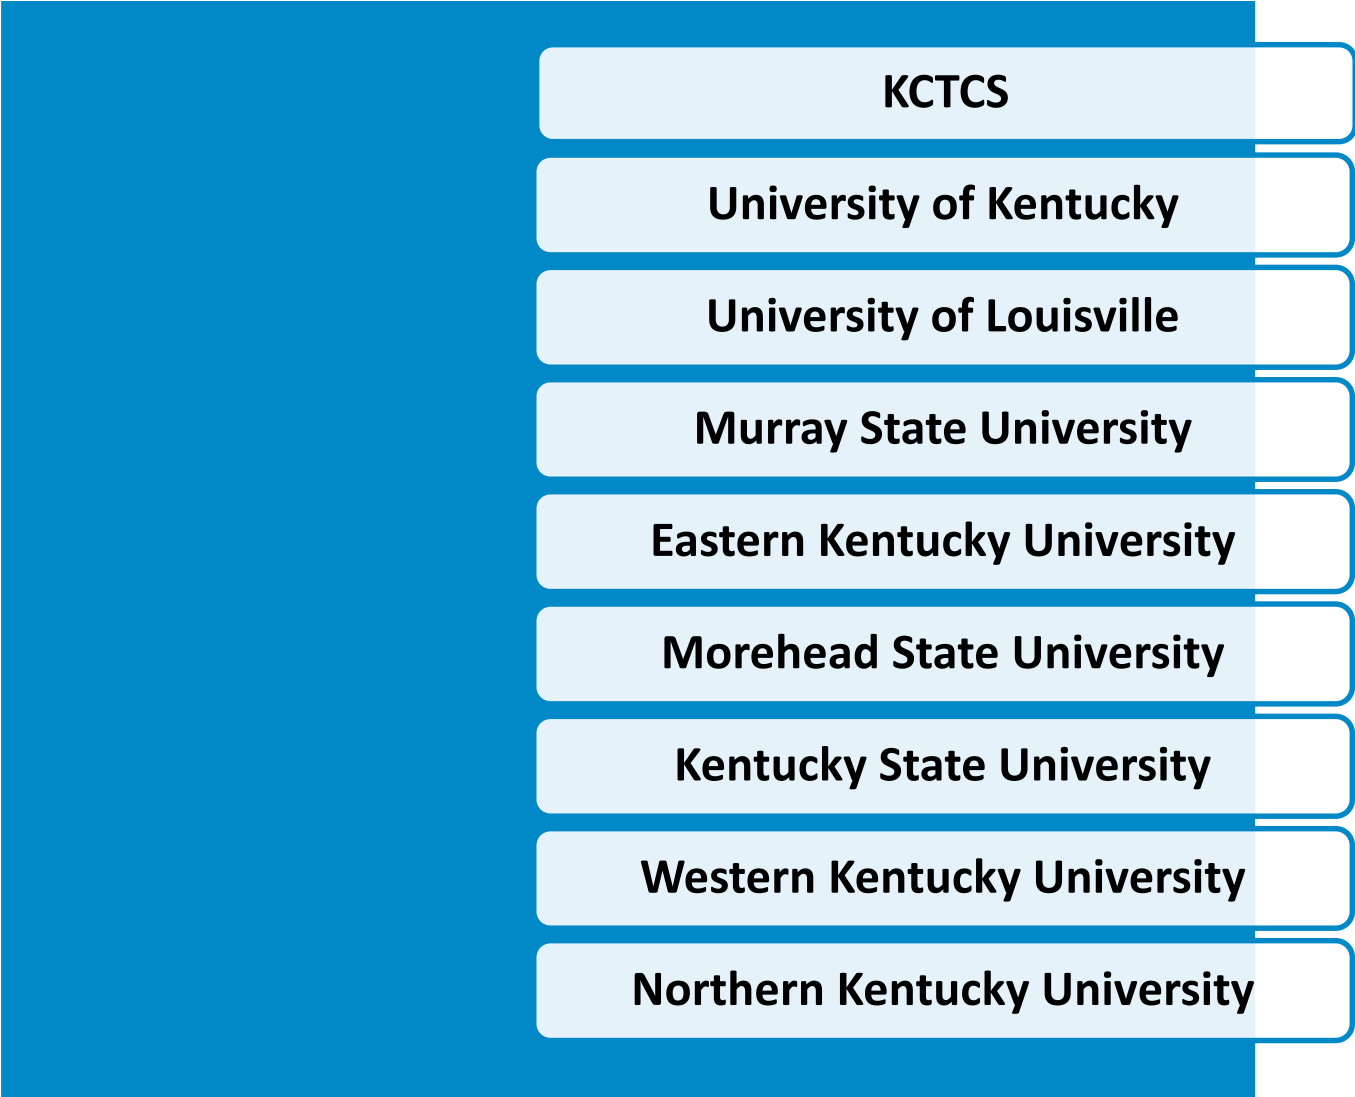 KCTCS
University of Kentucky
University of Louisville
Murray State University
Eastern Kentucky University
Morehead State University
Kentucky State University
Western Kentucky University
Northern Kentucky University